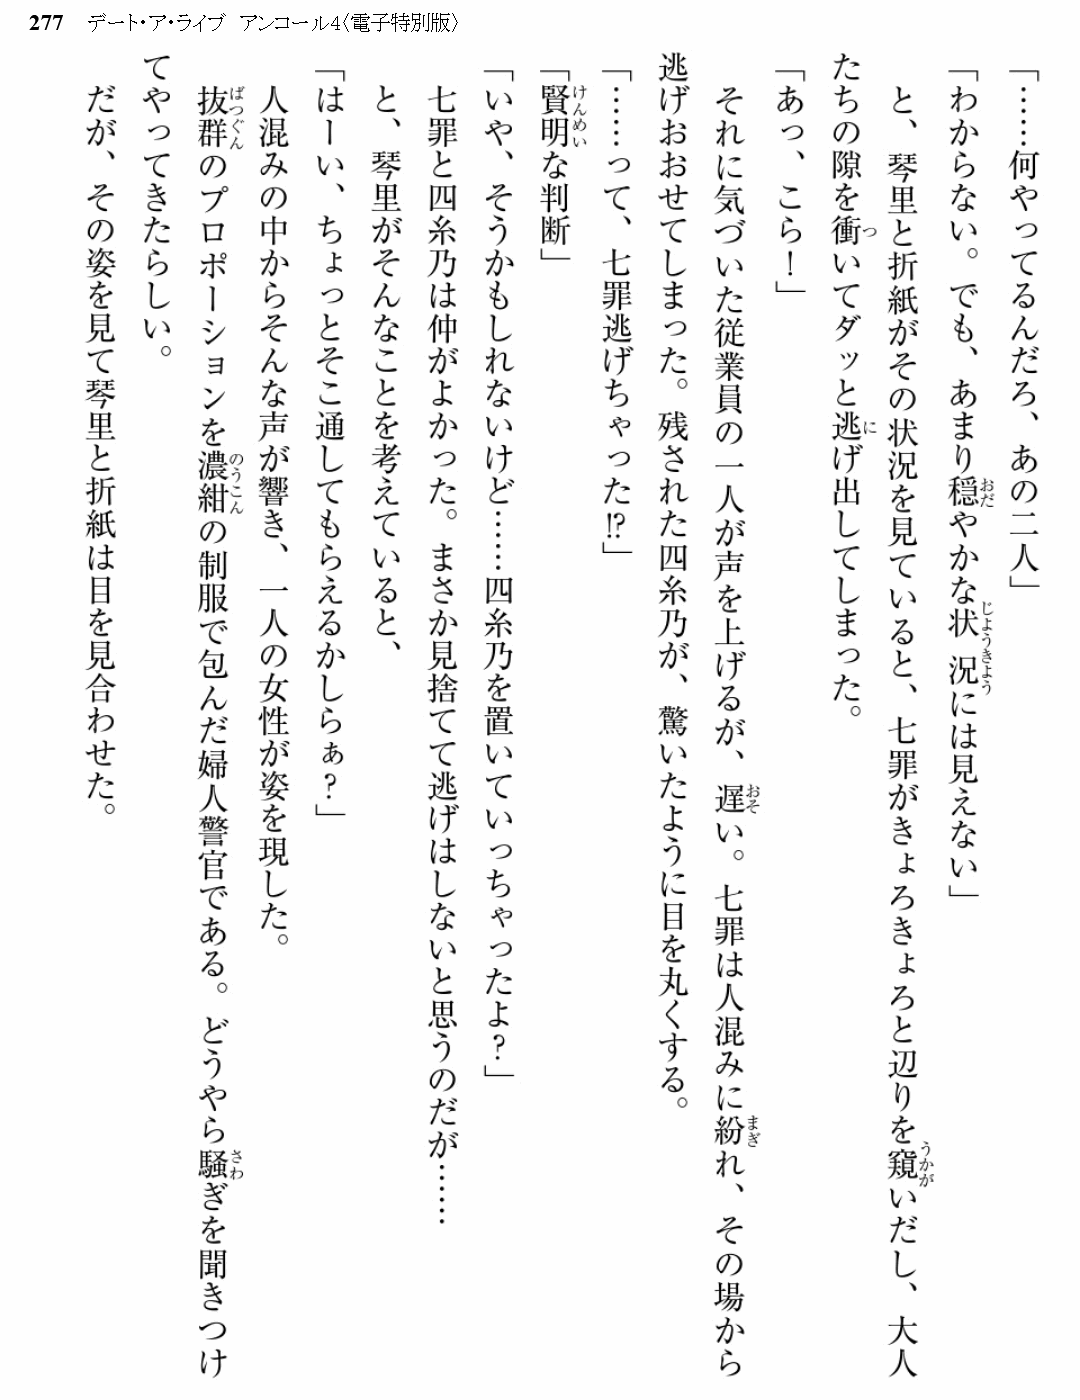 277 デート・ア・ライブ アンコール4〈電子特別版〉
「……何やってるんだろ、あの二人」
「わからない。でも、あまり穏やかな状況には見えない」
と、琴里と折紙がその状況を見ていると、七罪がきょろきょろと辺りを窺いだし、大人
たちの隙を衝いてダッと逃げ出してしまった。
「あっ、こら！」
それに気づいた従業員の一人が声を上げるが、遅い。七罪は人混みに紛れ、その場から
逃げおおせてしまった。残された四糸乃が、驚いたように目を丸くする。
「……って、七罪逃げちゃった!?」
「賢明な判断」
「いや、そうかもしれないけど……四糸乃を置いていっちゃったよ？」
七罪と四糸乃は仲がよかった。まさか見捨てて逃げはしないと思うのだが……
と、琴里がそんなことを考えていると、
「はーい、ちょっとそこ通してもらえるかしらぁ？」
人混みの中からそんな声が響き、一人の女性が姿を現した。
抜群のプロポーションを濃紺の制服で包んだ婦人警官である。どうやら騒ぎを聞きつけ
てやってきたらしい。
だが、その姿を見て琴里と折紙は目を見合わせた。